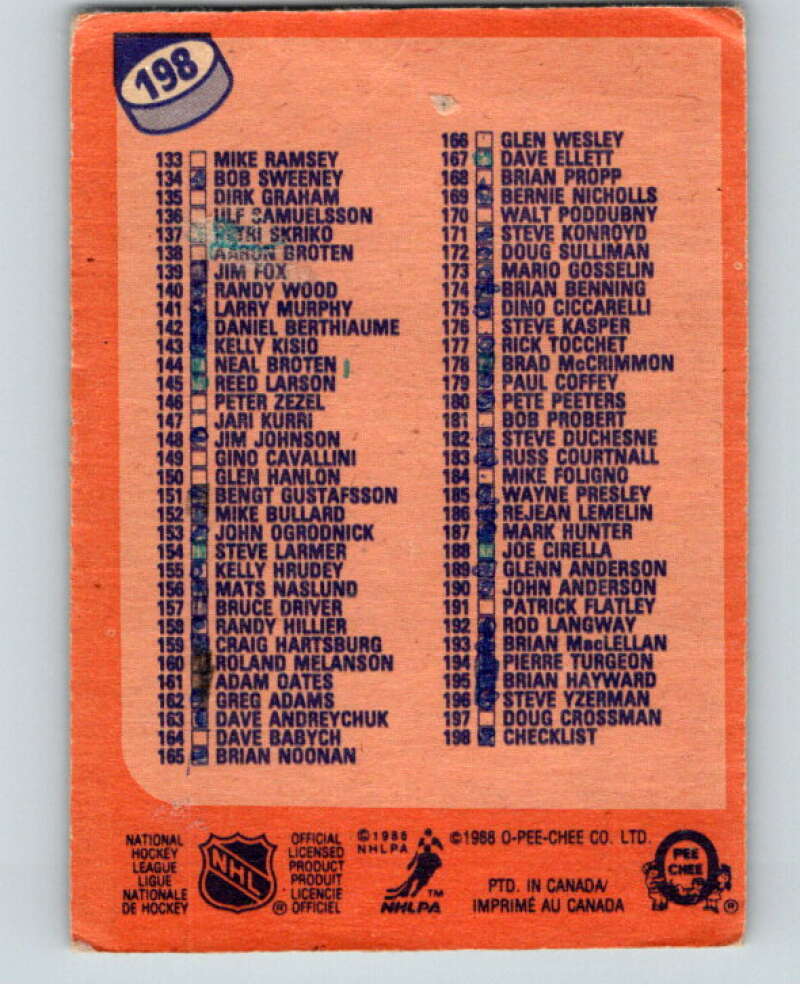 198
133 MIKE RAMSEY
134 BOB SWEENEY
135 DIRK GRAHAM
136 ULF SAMUELSSON
137 SKRIKO
138 AARON BROTEN
139 JIM FOX
140 RANDY WOOD
141 LARRY MURPHY
142 DANIEL BERTHIAUME
143 KELLY KISIO
144 NEAL BROTEN
145 REED LARSON
146 PETER ZEZEL
147 JARI KURRI
148 JIM JOHNSON
149 GINO CAVALLINI
150 GLEN HANLON
151 BENGT GUSTAFSSON
152 MIKE BULLARD
153 JOHN OGRODNICK
154 STEVE LARMER
155 KELLY HRUDEY
156 MATS NASLUND
157 BRUCE DRIVER
158 RANDY HILLIER
159 CRAIG HARTSBURG
160 ROLAND MELANSON
161 ADAM OATES
162 GREG ADAMS
163 DAVE ANDREYCHUK
164 DAVE BABYCH
165 BRIAN NOONAN
166 GLEN WESLEY
167 DAVE ELLETT
168 BRIAN PROPP
169 BERNIE NICHOLLS
170 WALT PODDUBNY
171 STEVE KONROYD
172 DOUG SULLIMAN
173 MARIO GOSSELIN
174 BRIAN BENNING
175 DINO CICCARELLI
176 STEVE KASPER
177 RICK TOCCHET
178 BRAD McCRIMMON
179 PAUL COFFEY
180 PETE PEETERS
181 BOB PROBERT
182 STEVE DUCHESNE
183 RUSS COURTNALL
184 MIKE FOLIGNO
185 WAYNE PRESLEY
186 REJEAN LEMELIN
187 MARK HUNTER
188 JOE CIRELLA
189 GLENN ANDERSON
190 JOHN ANDERSON
191 PATRICK FLATLEY
192 ROD LANGWAY
193 BRIAN MacLELLAN
194 PIERRE TURGEON
195 BRIAN HAYWARD
196 STEVE YZERMAN
197 DOUG CROSSMAN
198 CHECKLIST
NATIONAL
HOCKEY
LEAGUE
LIGUE
NATIONALE
DE HOCKEY
NHL
®
OFFICIAL
LICENSED
PRODUCT
PRODUIT
LICENCIE
OFFICIEL
©1988
NHLPA
NHLPA™
©1988 O-PEE-CHEE CO. LTD.
PTD. IN CANADA/
IMPRIMÉ AU CANADA
PEE
CHEE
®